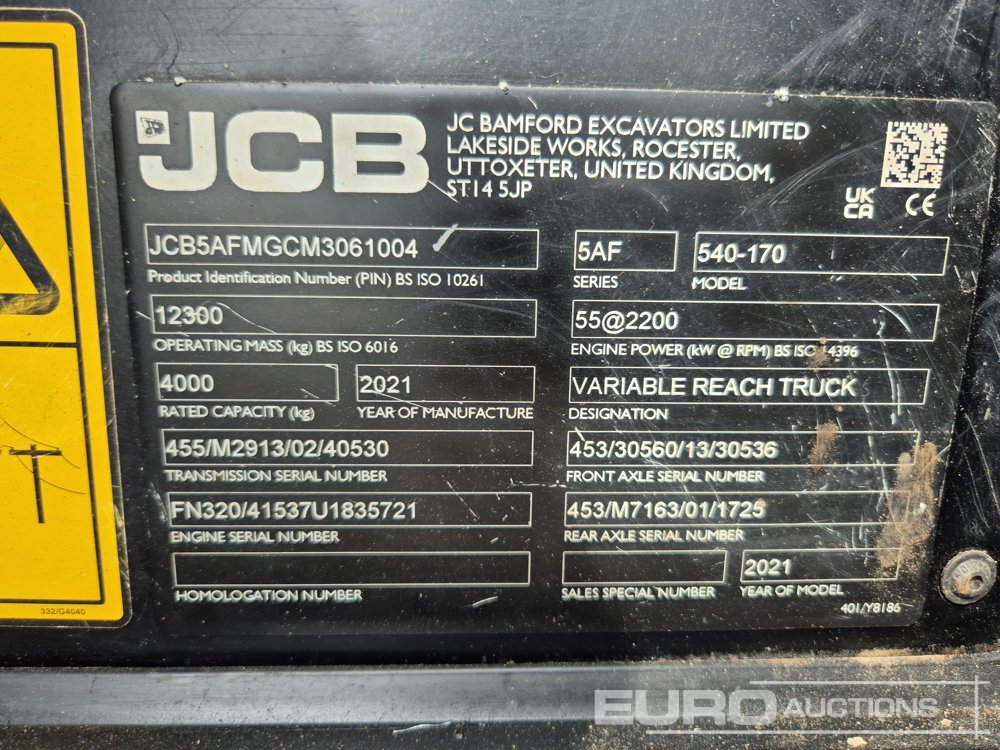 JCB
JC BAMFORD EXCAVATORS LIMITED
LAKESIDE WORKS, ROCESTER,
UTTOXETER, UNITED KINGDOM,
ST14 5JP
UK
CA
CE
JCB5AFMGCM3061004
Product Identification Number (PIN) BS ISO 10261
5AF
SERIES
540-170
MODEL
12300
OPERATING MASS (kg) BS ISO 6016
55@2200
ENGINE POWER (kW @ RPM) BS ISO 14396
4000
RATED CAPACITY (kg)
2021
YEAR OF MANUFACTURE
VARIABLE REACH TRUCK
DESIGNATION
455/M2913/02/40530
TRANSMISSION SERIAL NUMBER
453/30560/13/30536
FRONT AXLE SERIAL NUMBER
FN320/41537U1835721
ENGINE SERIAL NUMBER
453/M7163/01/1725
REAR AXLE SERIAL NUMBER
HOMOLOGATION NUMBER
SALES SPECIAL NUMBER
2021
YEAR OF MODEL
401/Y8186
332/G4040
EURO AUCTIONS